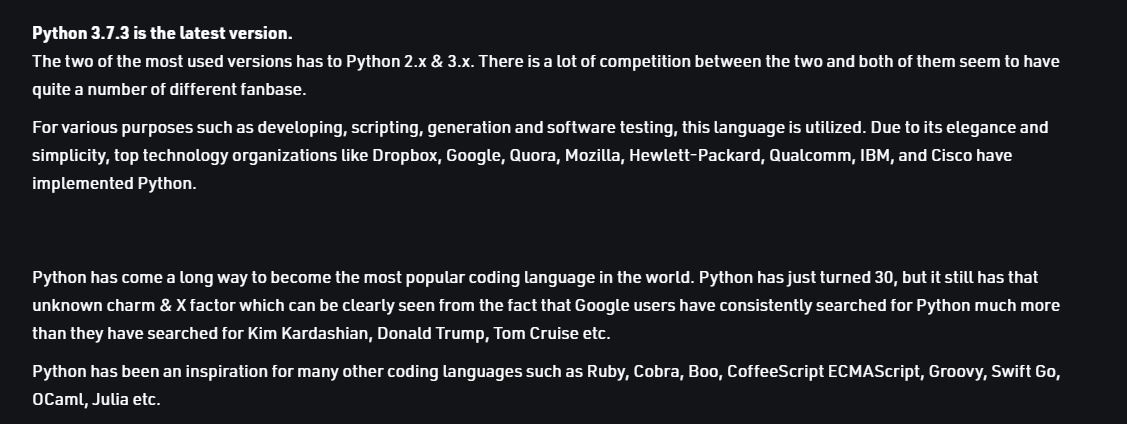 Python 3.7.3 is the latest version.
The two of the most used versions has to Python 2.x & 3.x. There is a lot of competition between the two and both of them seem to have
quite a number of different fanbase.
For various purposes such as developing, scripting, generation and software testing, this language is utilized. Due to its elegance and
simplicity, top technology organizations like Dropbox, Google, Quora, Mozilla, Hewlett-Packard, Qualcomm, IBM, and Cisco have
implemented Python.
Python has come a long way to become the most popular coding language in the world. Python has just turned 30, but it still has that
unknown charm & X factor which can be clearly seen from the fact that Google users have consistently searched for Python much more
than they have searched for Kim Kardashian, Donald Trump, Tom Cruise etc.
Python has been an inspiration for many other coding languages such as Ruby, Cobra, Boo, CoffeeScript ECMAScript, Groovy, Swift Go,
OCaml, Julia etc.